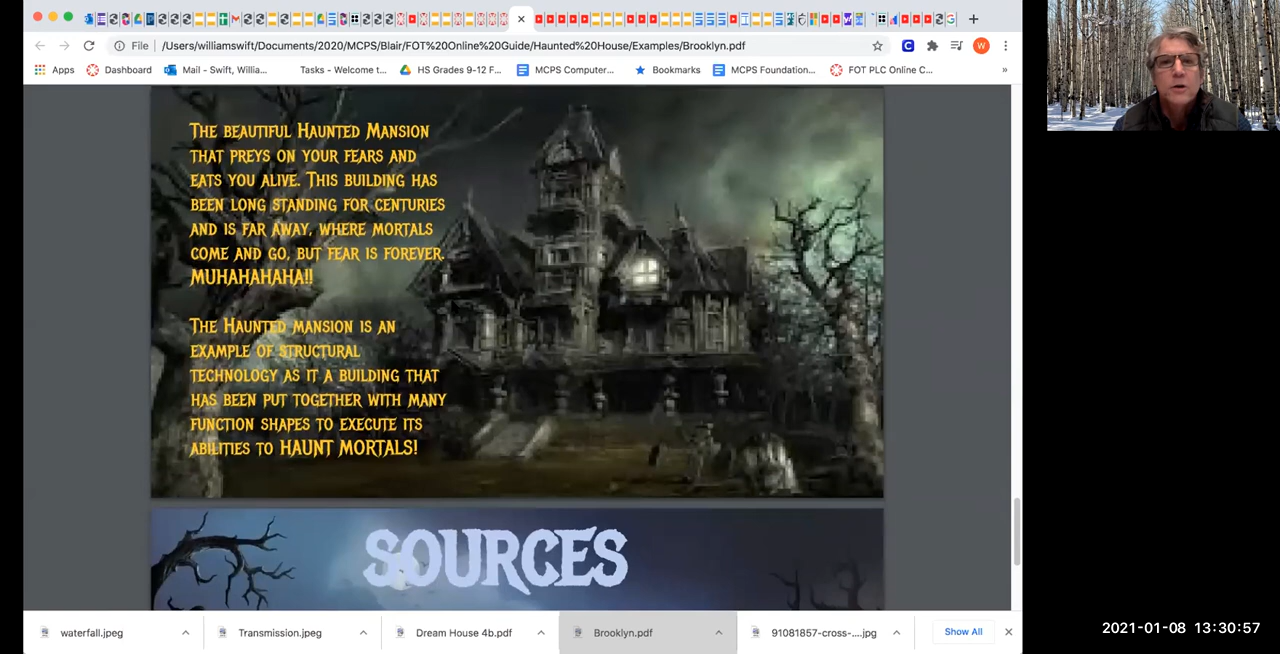 File
/Users/williamswift/Documents/2020/MCPS/Blair/FOT%20Online%20Guide/Haunted%20House/Examples/Brooklyn.pdf
W
Apps
Dashboard
Mail - Swift, Willia...
Tasks - Welcome t...
HS Grades 9-12 F...
MCPS Computer...
Bookmarks
MCPS Foundation...
FOT PLC Online C...
»
The beautiful Haunted Mansion
that preys on your fears and
eats you alive. This building has
been long standing for centuries
and is far away, where mortals
come and go, but fear is forever.
MUHAHAHAHA!!
The Haunted mansion is an
example of structural
technology as it a building that
has been put together with many
function shapes to execute its
abilities to HAUNT MORTALS!
SOURCES
waterfall.jpeg
Transmission.jpeg
Dream House 4b.pdf
Brooklyn.pdf
91081857-cross-....jpg
Show All
2021-01-08 13:30:57